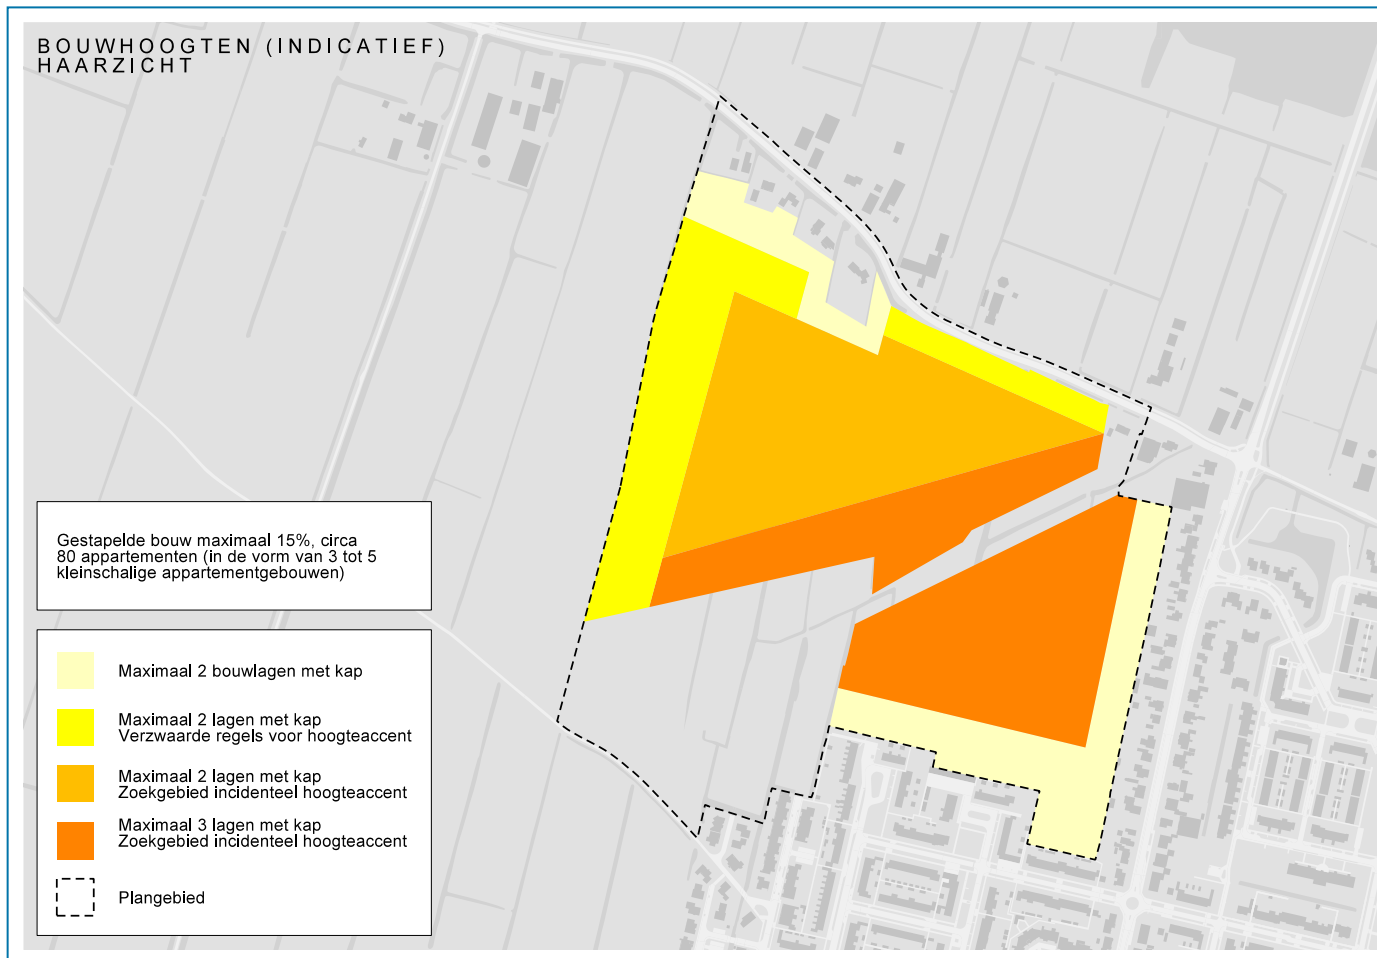 BOUWHOOGTEN (INDICATIEF)
HAARZICHT
Gestapelde bouw maximaal 15%, circa
80 appartementen (in de vorm van 3 tot 5
kleinschalige appartementgebouwen)
Maximaal 2 bouwlagen met kap
Maximaal 2 lagen met kap
Verzwaarde regels voor hoogteaccent
Maximaal 2 lagen met kap
Zoekgebied incidenteel hoogteaccent
Maximaal 3 lagen met kap
Zoekgebied incidenteel hoogteaccent
Plangebied